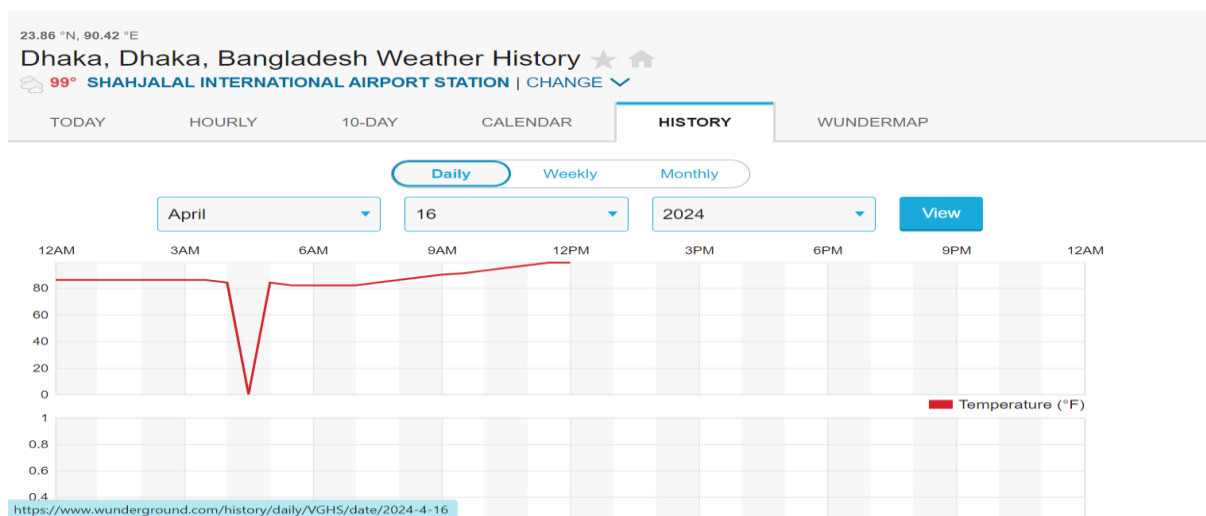 23.86 °N, 90.42 °E
Dhaka, Dhaka, Bangladesh Weather History
99° SHAHJALAL INTERNATIONAL AIRPORT STATION | CHANGE
TODAY HOURLY 10-DAY CALENDAR HISTORY WUNDERMAP
Daily Weekly Monthly
April 16 2024 View
12AM 3AM 6AM 9AM 12PM 3PM 6PM 9PM 12AM
80
60
40
20
0
Temperature (°F)
1
0.8
0.6
0.4
https://www.wunderground.com/history/daily/VGHS/date/2024-4-16